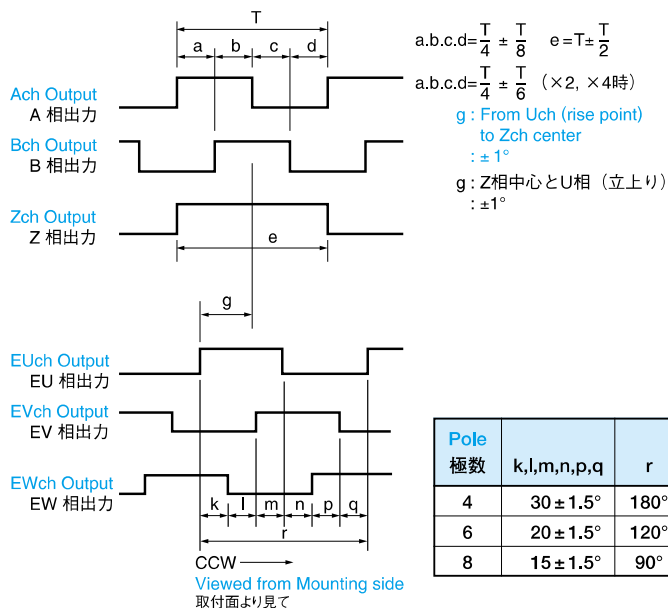 T
a b c d
Ach Output
A 相出力
Bch Output
B 相出力
Zch Output
Z 相出力
e
g
EUch Output
EU 相出力
EVch Output
EV 相出力
EWch Output
EW 相出力
k l m n p q
r
CCW
Viewed from Mounting side
取付面より見て
a.b.c.d=T/4 ± T/8 e=T±T/2
a.b.c.d=T/4 ± T/6 (×2, ×4時)
g : From Uch (rise point)
to Zch center
: ± 1°
g : Z相中心とU相(立上り)
: ±1°
Pole
極数 k,l,m,n,p,q r
4 30±1.5° 180°
6 20±1.5° 120°
8 15±1.5° 90°